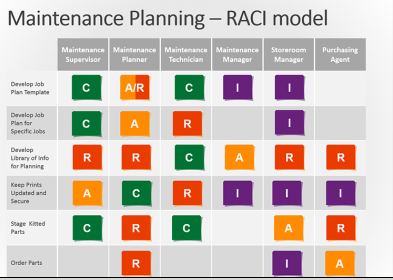 Maintenance Planning – RACI model
Maintenance Supervisor Maintenance Planner Maintenance Technician Maintenance Manager Storeroom Manager Purchasing Agent
Develop Job Plan Template C A/R C I I
Develop Job Plan for Specific Jobs C A R I
Develop Library of Info for Planning R R C A R R
Keep Prints Updated and Secure A C R I I I
Stage Kitted Parts C R C A R
Order Parts R I A